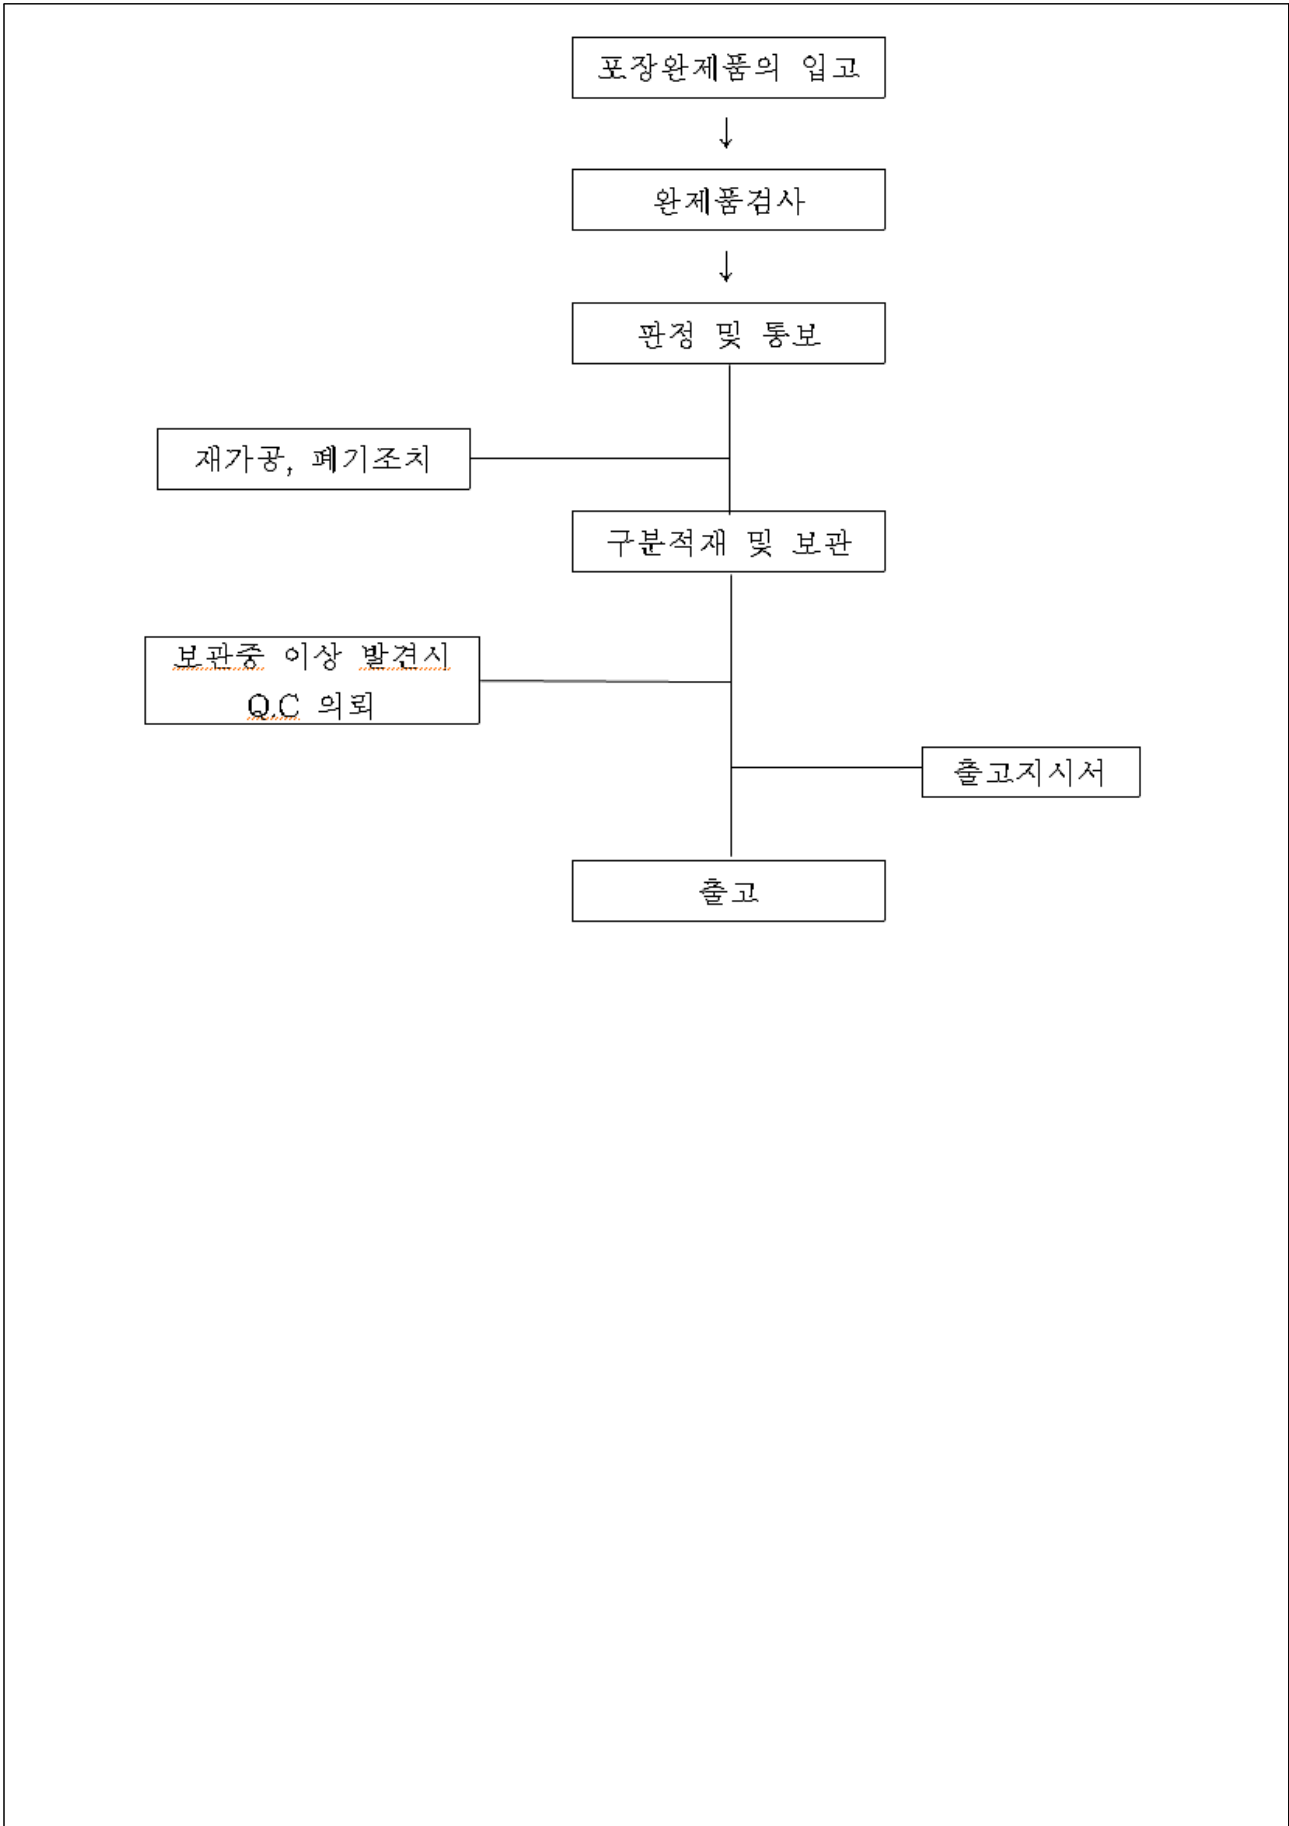 포장완제품의 입고
↓
완제품검사
↓
판정 및 통보
재가공, 폐기조치
구분적재 및 보관
보관중 이상 발견시
Q.C 의뢰
출고지시서
출고